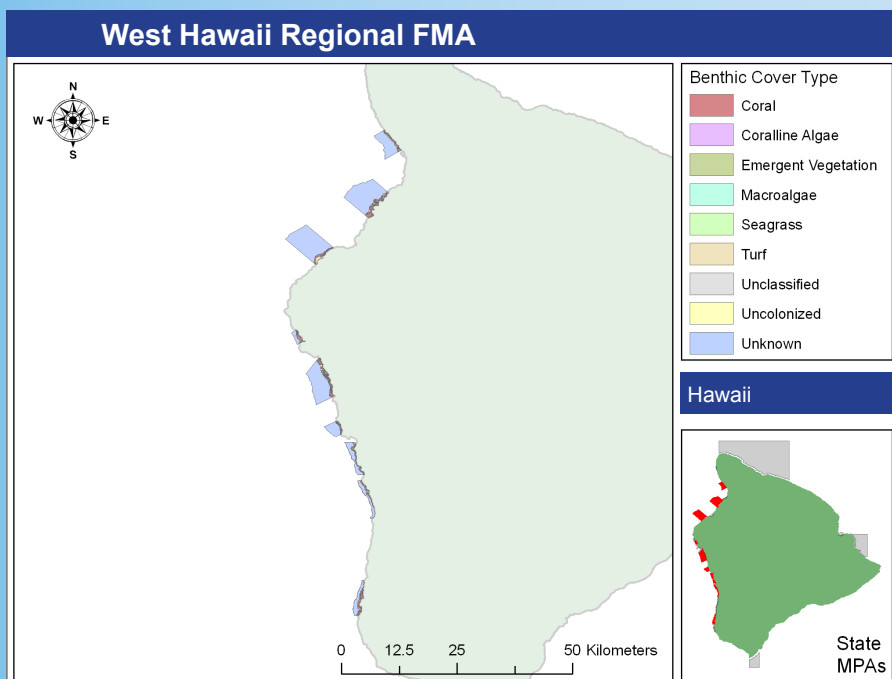 West Hawaii Regional FMA
N
W
E
S
0
12.5
25
50 Kilometers
Benthic Cover Type
Coral
Coralline Algae
Emergent Vegetation
Macroalgae
Seagrass
Turf
Unclassified
Uncolonized
Unknown
Hawaii
State
MPAs